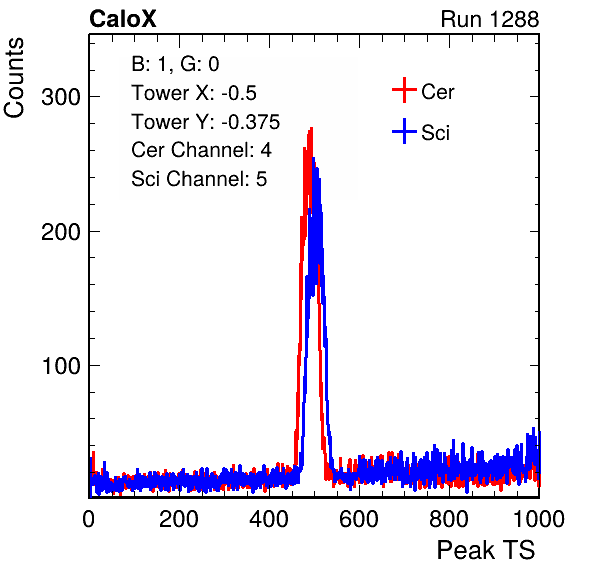 CaloX Run 1288
Counts
B: 1, G: 0
Tower X: -0.5
Tower Y: -0.375
Cer Channel: 4
Sci Channel: 5
Cer
Sci
300
200
100
0 200 400 600 800 1000
Peak TS